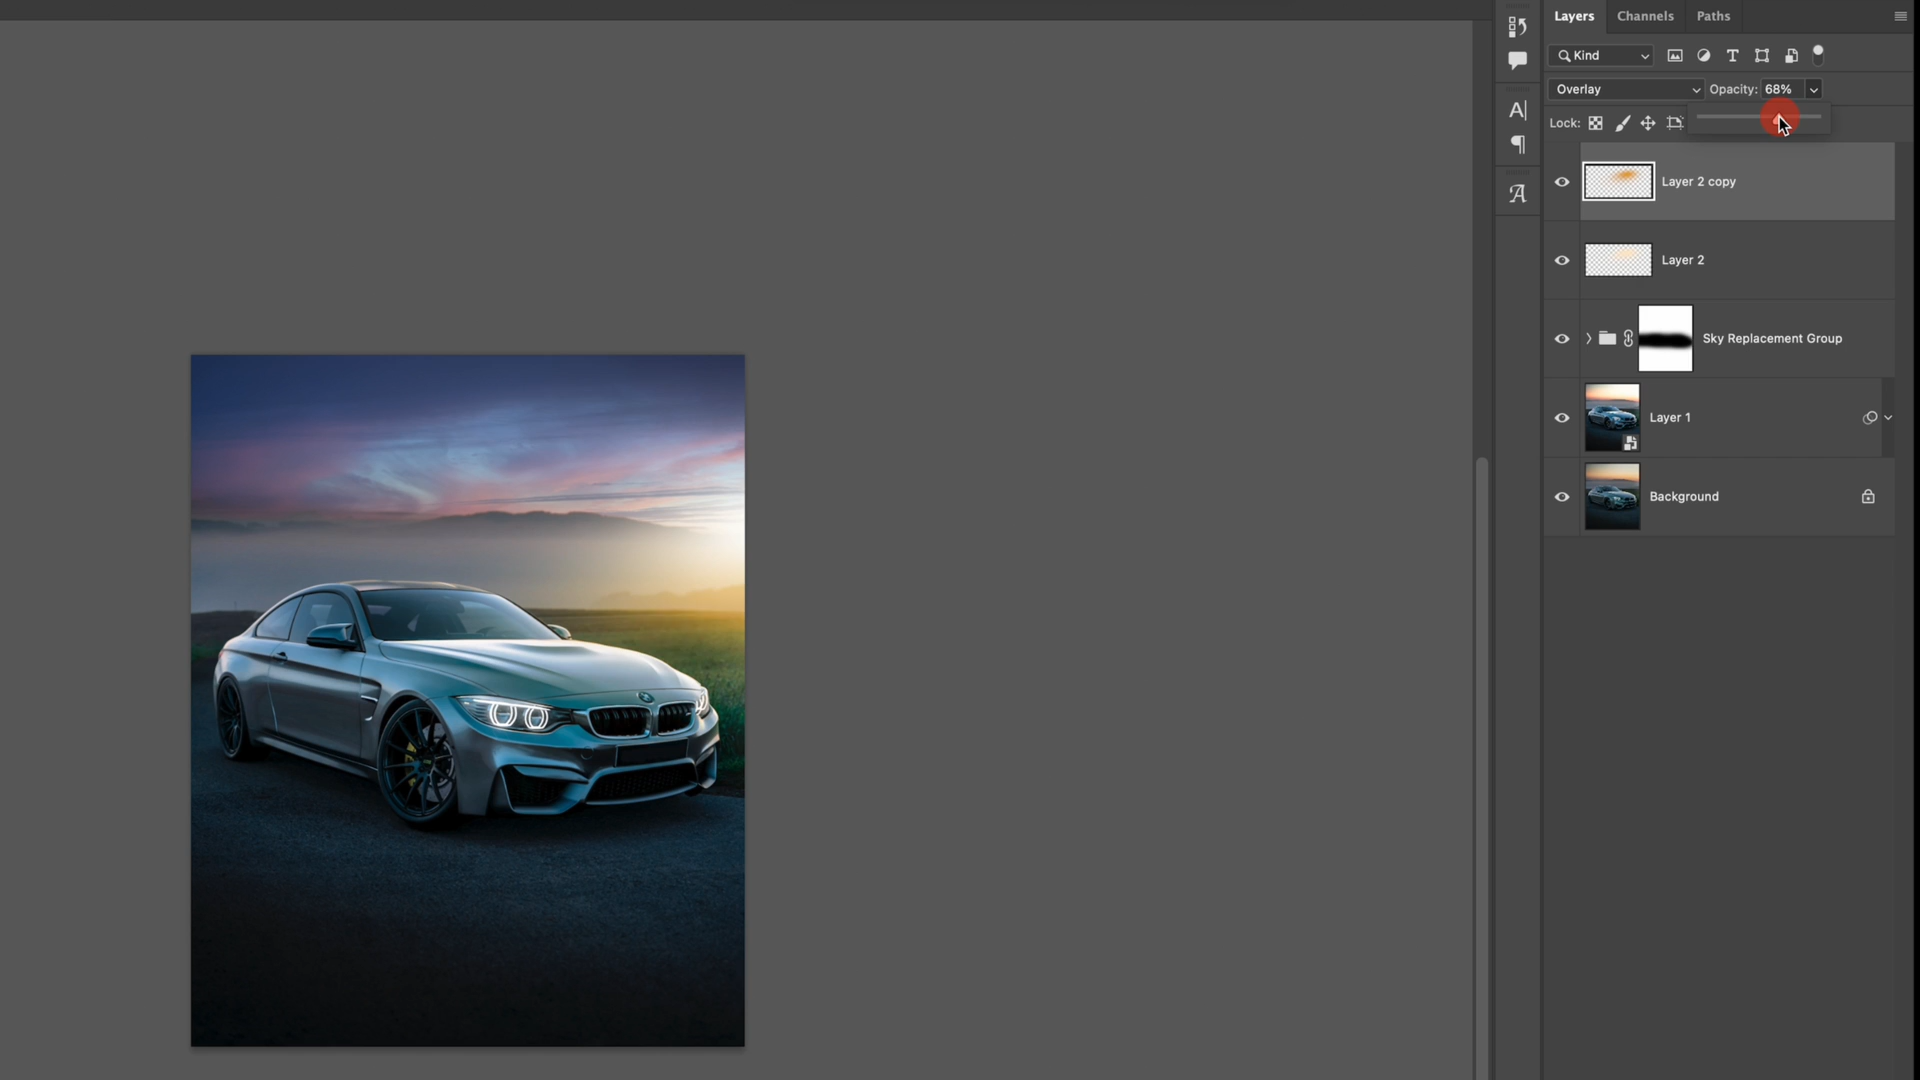 Layers Channels Paths
Kind
Overlay Opacity: 68%
Lock:
Layer 2 copy
Layer 2
Sky Replacement Group
Layer 1
Background